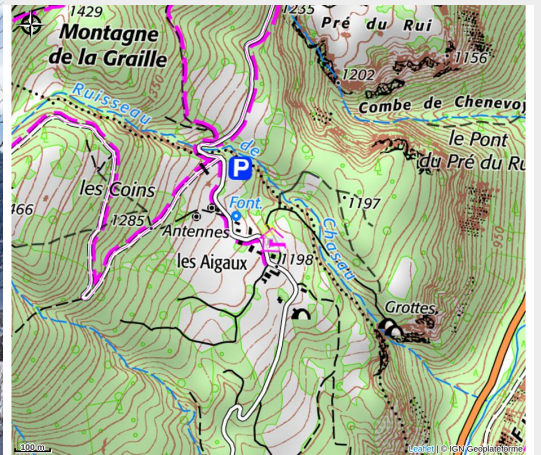 1429
1235
Pré du Rui
Montagne
de la Graille
1156
1202
350
Combe de Chenevoy
Ruisseau
de
le Pont
du Pré du Ru
P
les Coins
Font.
1197
466
1285
Antennes
Chasau
950
les Aigaux
1198
Grottes
100 m
Leaflet | © IGN Geoplateforme